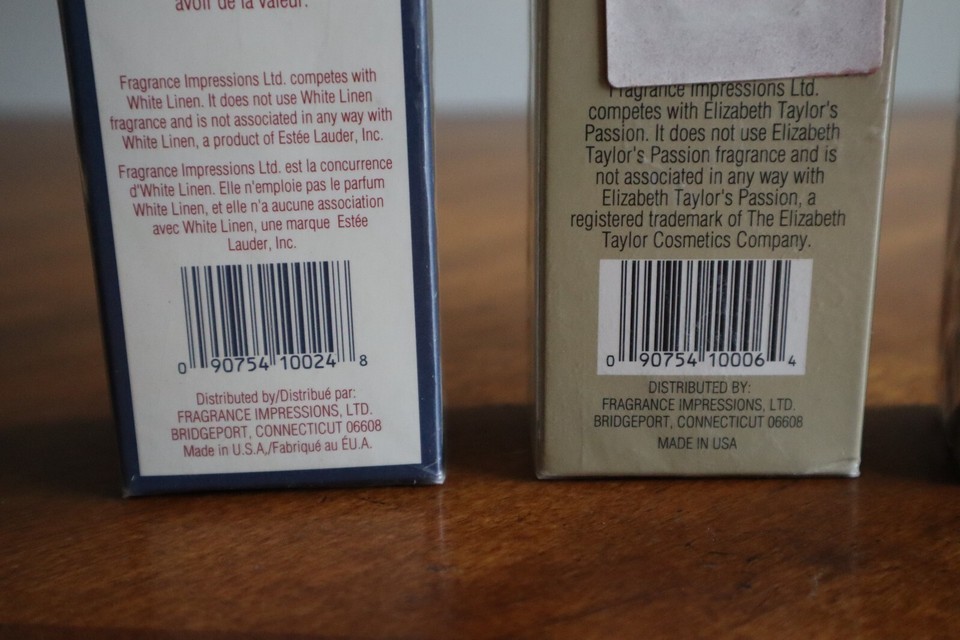 avoir de la valeur.
Fragrance Impressions Ltd. competes with
White Linen. It does not use White Linen
fragrance and is not associated in any way with
White Linen, a product of Estée Lauder, Inc.
Fragrance Impressions Ltd. est la concurrence
d'White Linen. Elle n'emploie pas le parfum
White Linen, et elle n'a aucune association
avec White Linen, une marque Estée
Lauder, Inc.
0 90754 10024 8
Distributed by/Distribué par:
FRAGRANCE IMPRESSIONS, LTD.
BRIDGEPORT, CONNECTICUT 06608
Made in U.S.A./Fabriqué au ÉU.A.
Fragrance Impressions Ltd.
competes with Elizabeth Taylor's
Passion. It does not use Elizabeth
Taylor's Passion fragrance and is
not associated in any way with
Elizabeth Taylor's Passion, a
registered trademark of The Elizabeth
Taylor Cosmetics Company.
0 90754 10006 4
DISTRIBUTED BY:
FRAGRANCE IMPRESSIONS, LTD.
BRIDGEPORT, CONNECTICUT 06608
MADE IN USA